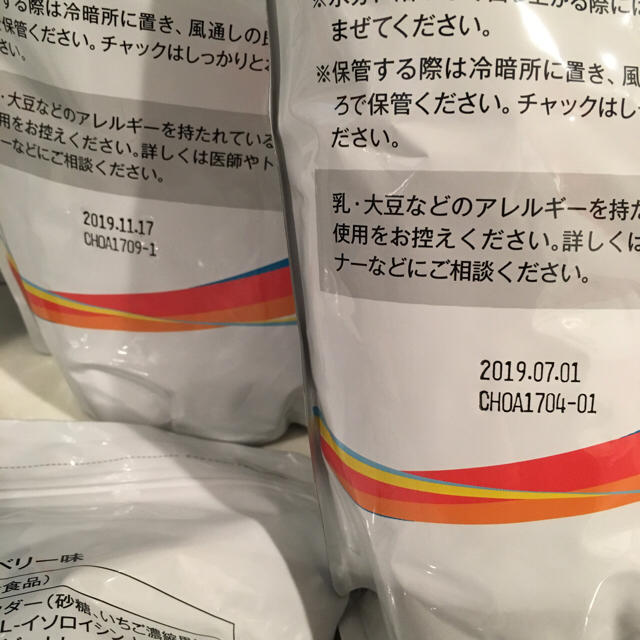 する際は冷暗所に置き、風通しの
保管ください。チャックはしっかりと
さい。
・大豆などのアレルギーを持たれている
用をお控えください。詳しくは医師やト
ーなどにご相談ください。
2019.11.17
CHOA1709-1
まぜてください。
※保管する際は冷暗所に置き、風
ろで保管ください。チャックはし
ださい。
乳・大豆などのアレルギーを持た
使用をお控えください。詳しくは
ナーなどにご相談ください。
2019.07.01
CHOA1704-01
ベリー味
食品）
ダー（砂糖、いちご濃縮果
L-イソロイシン